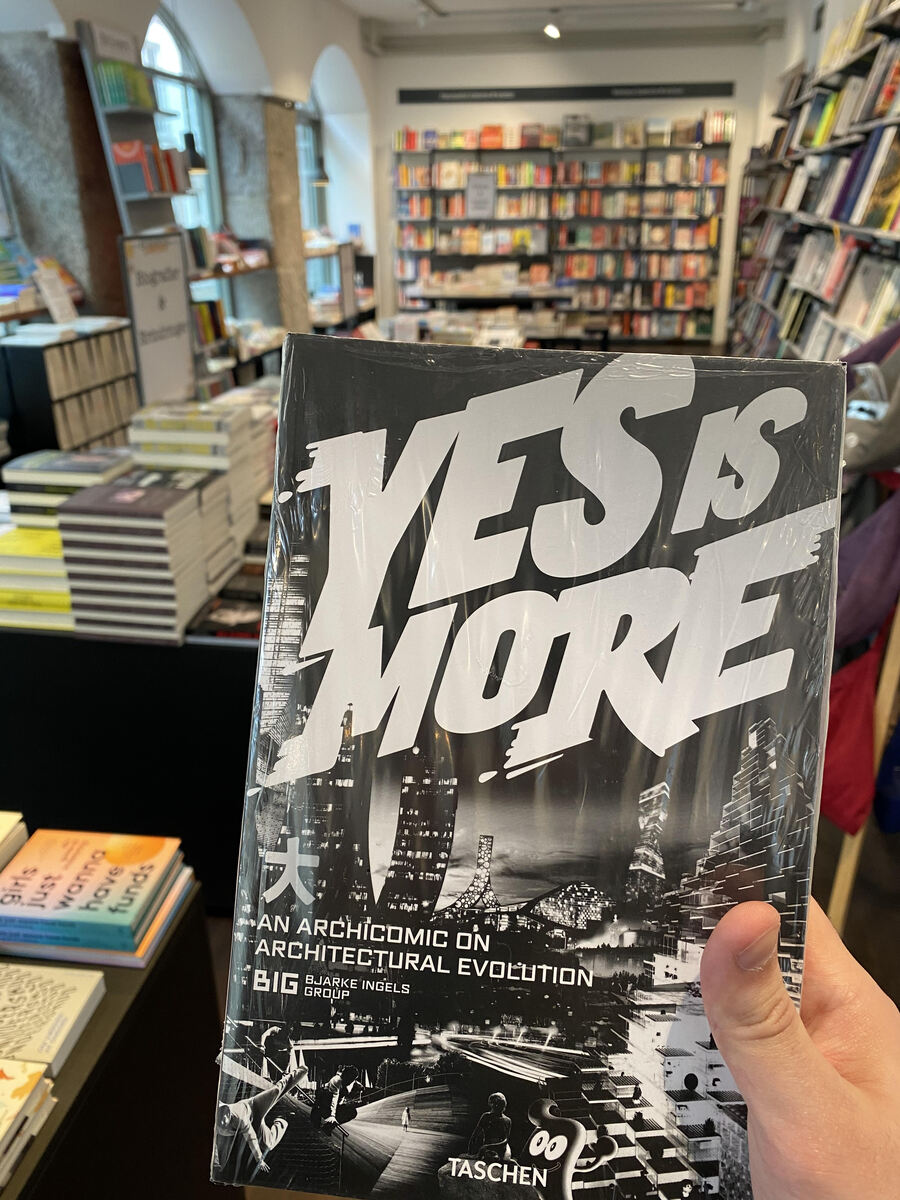 YES IS
MORE
大
AN ARCHICOMIC ON
ARCHITECTURAL EVOLUTION
BIG BJARKE INGELS
GROUP
TASCHEN
girls
just
wanna
have
funds